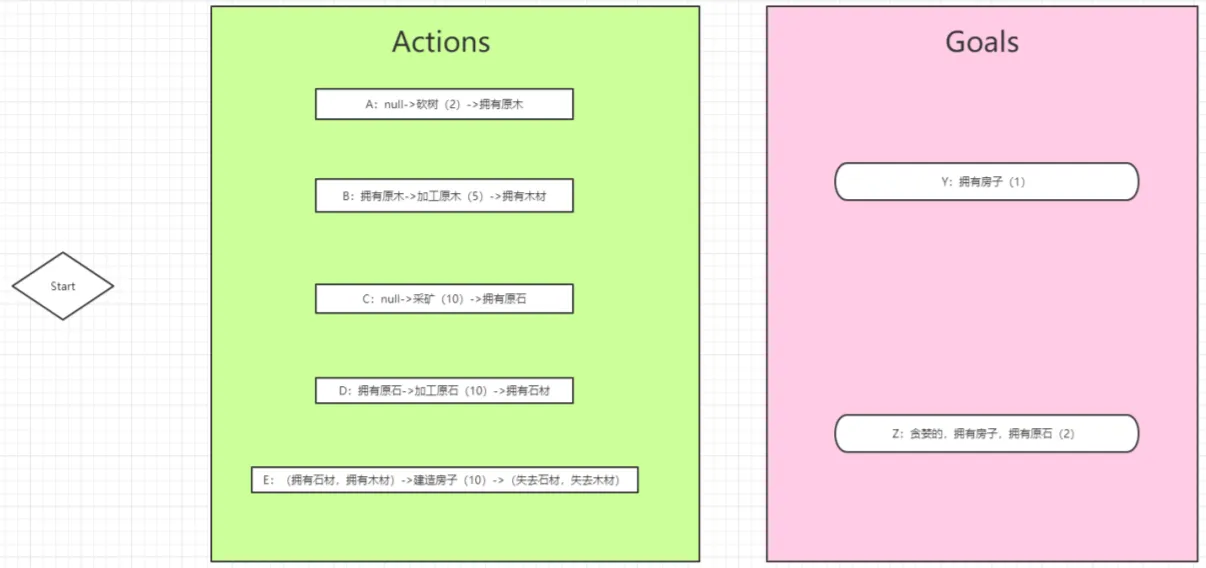 Actions
Goals
A：null->砍树（2）->拥有原木
Y：拥有房子（1）
B：拥有原木->加工原木（5）->拥有木材
Start
C：null->采矿（10）->拥有原石
D：拥有原石->加工原石（10）->拥有石材
Z：贪婪的，拥有房子，拥有原石（2）
E：（拥有石材，拥有木材）->建造房子（10）->（失去石材，失去木材）